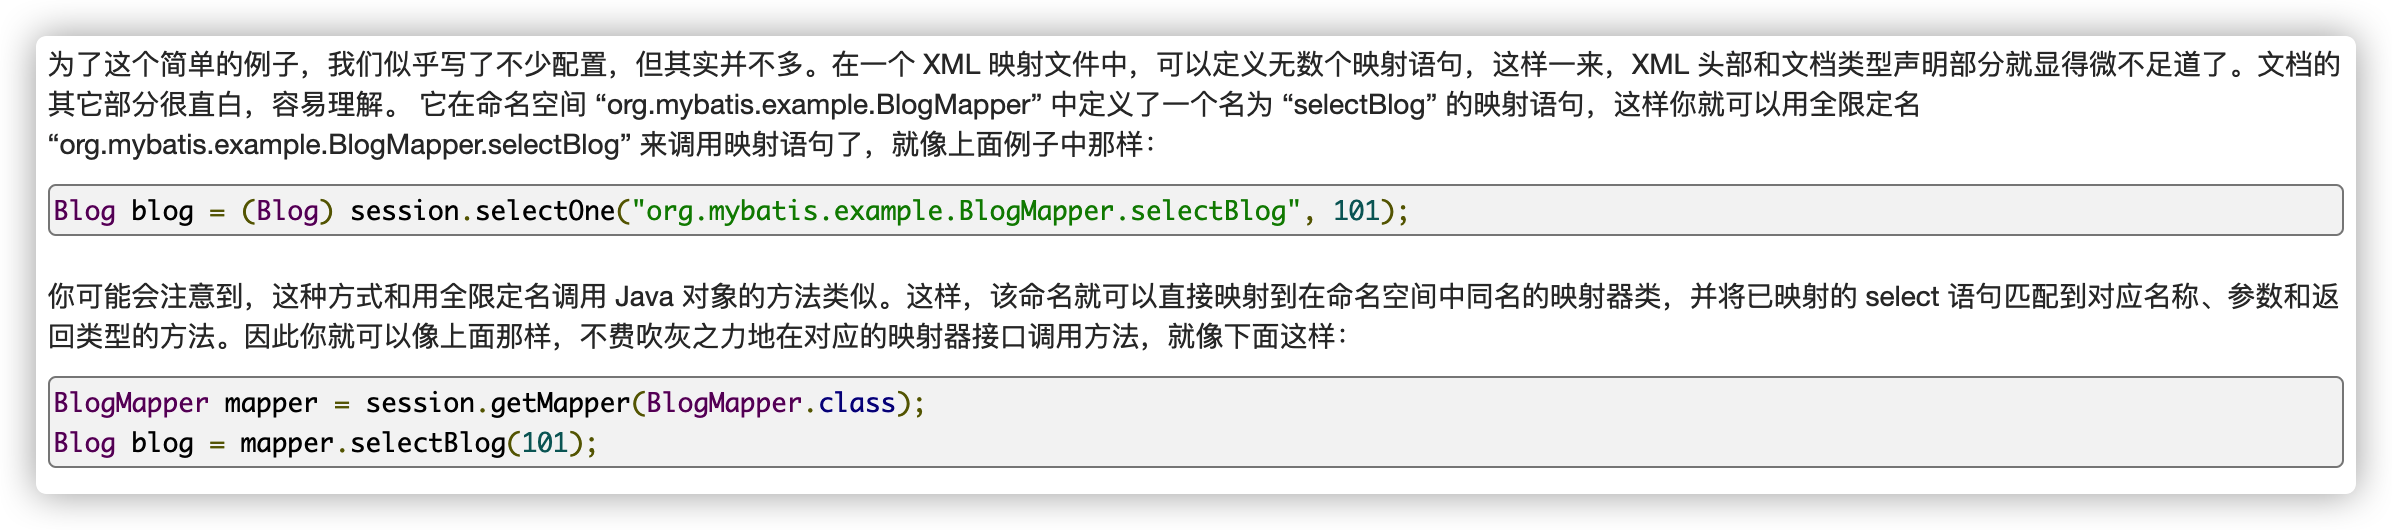 为了这个简单的例子，我们似乎写了不少配置，但其实并不多。在一个 XML 映射文件中，可以定义无数个映射语句，这样一来，XML 头部和文档类型声明部分就显得微不足道了。文档的
其它部分很直白，容易理解。 它在命名空间 “org.mybatis.example.BlogMapper” 中定义了一个名为 “selectBlog” 的映射语句，这样你就可以用全限定名
“org.mybatis.example.BlogMapper.selectBlog” 来调用映射语句了，就像上面例子中那样：
Blog blog = (Blog) session.selectOne("org.mybatis.example.BlogMapper.selectBlog", 101);
你可能会注意到，这种方式和用全限定名调用 Java 对象的方法类似。这样，该命名就可以直接映射到在命名空间中同名的映射器类，并将已映射的 select 语句匹配到对应名称、参数和返
回类型的方法。因此你就可以像上面那样，不费吹灰之力地在对应的映射器接口调用方法，就像下面这样：
BlogMapper mapper = session.getMapper(BlogMapper.class);
Blog blog = mapper.selectBlog(101);